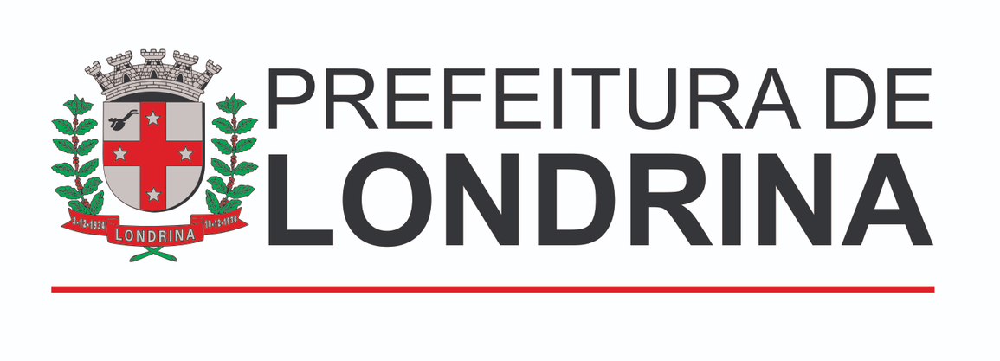 PREFEITURA DE
LONDRINA
3-12-1934
LONDRINA
10-12-1934